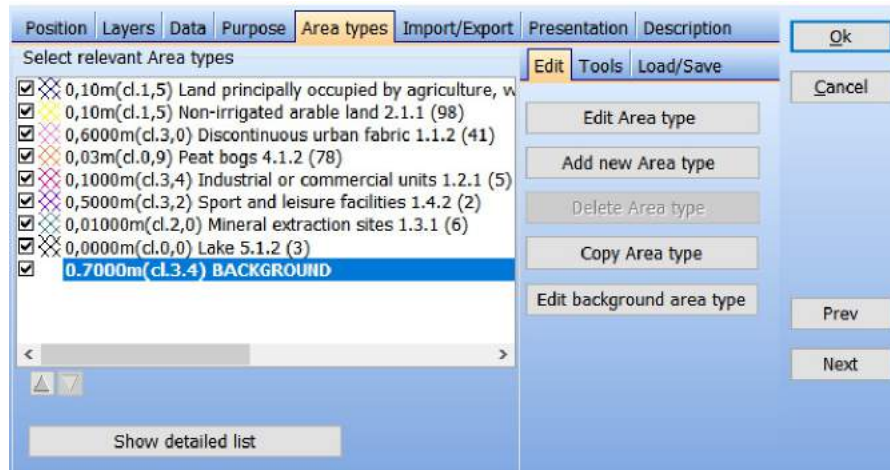 Position Layers Data Purpose Area types Import/Export Presentation Description
Select relevant Area types
0,10m(cl.1,5) Land principally occupied by agriculture, w
0,10m(cl.1,5) Non-irrigated arable land 2.1.1 (98)
0,6000m(cl.3,0) Discontinuous urban fabric 1.1.2 (41)
0,03m(cl.0,9) Peat bogs 4.1.2 (78)
0,1000m(cl.3,4) Industrial or commercial units 1.2.1 (5)
0,5000m(cl.3,2) Sport and leisure facilities 1.4.2 (2)
0,01000m(cl.2,0) Mineral extraction sites 1.3.1 (6)
0,0000m(cl.0,0) Lake 5.1.2 (3)
0.7000m(cl.3.4) BACKGROUND
Show detailed list
Edit Tools Load/Save
Edit Area type
Add new Area type
Delete Area type
Copy Area type
Edit background area type
Ok
Cancel
Prev
Next